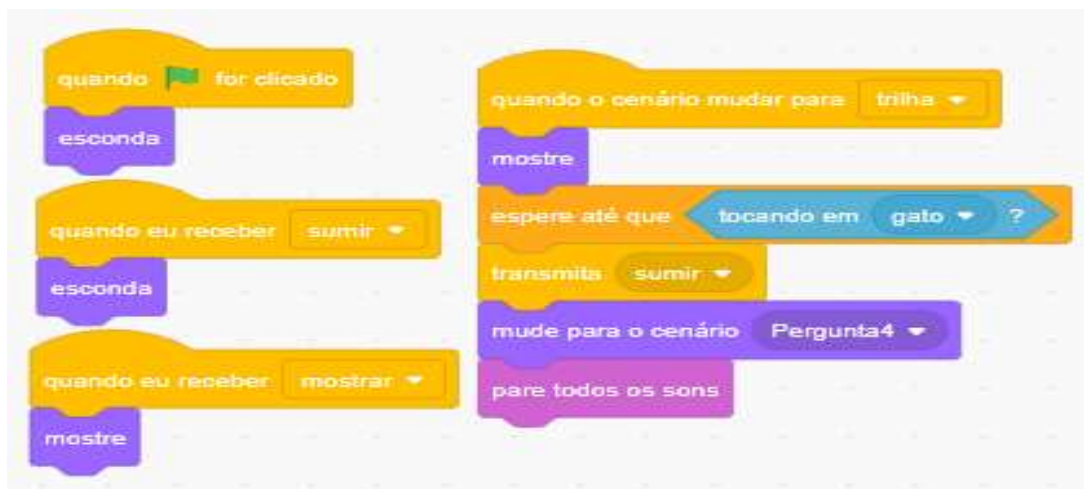 quando for clicado
esconda
quando eu receber sumir
esconda
quando eu receber mostrar
mostre
quando o cenário mudar para trilha
mostre
espere até que tocando em gato ?
transmita sumir
mude para o cenário Pergunta4
pare todos os sons